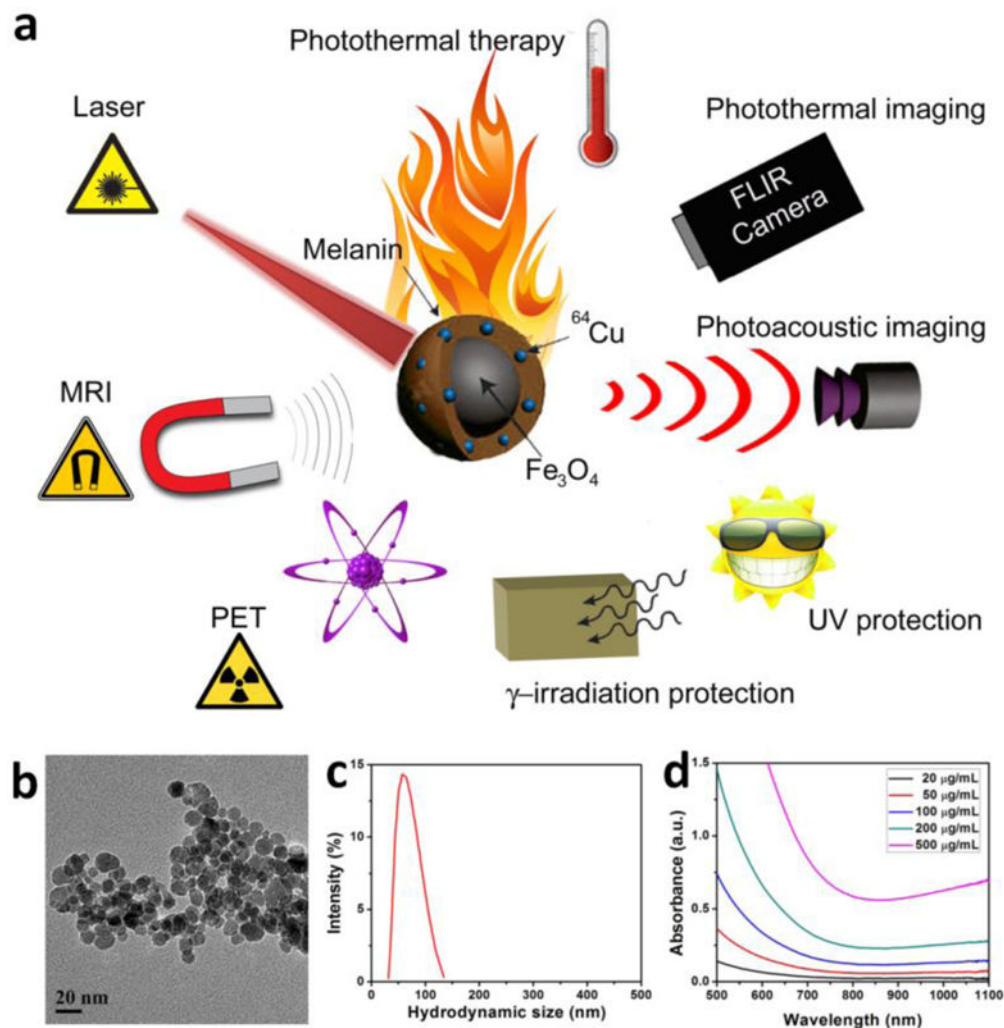 a
Photothermal therapy
Laser
Photothermal imaging
FLIR
Camera
Melanin
⁶⁴Cu
Photoacoustic imaging
MRI
Fe₃O₄
PET
UV protection
γ–irradiation protection
b
20 nm
c
15
10
5
0
0
100
200
300
400
500
Intensity (%)
Hydrodynamic size (nm)
d
1.5
1.0
0.5
0.0
500
600
700
800
900
1000
1100
Absorbance (a.u.)
Wavelength (nm)
20 μg/mL
50 μg/mL
100 μg/mL
200 μg/mL
500 μg/mL